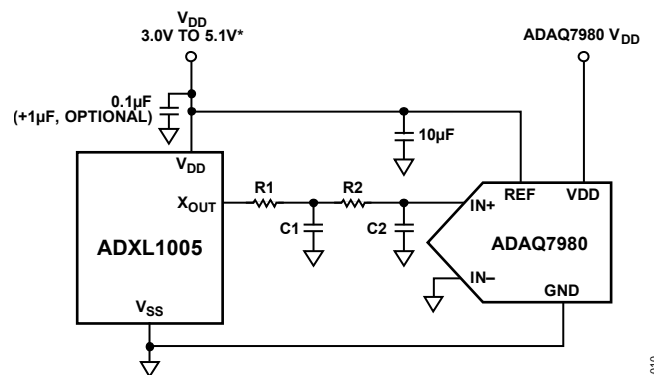 VDD
3.0V TO 5.1V*
ADAQ7980 VDD
0.1µF
(+1µF, OPTIONAL)
10µF
VDD
REF
VDD
XOUT
R1
R2
IN+
C1
C2
ADXL1005
ADAQ7980
IN–
GND
VSS
010